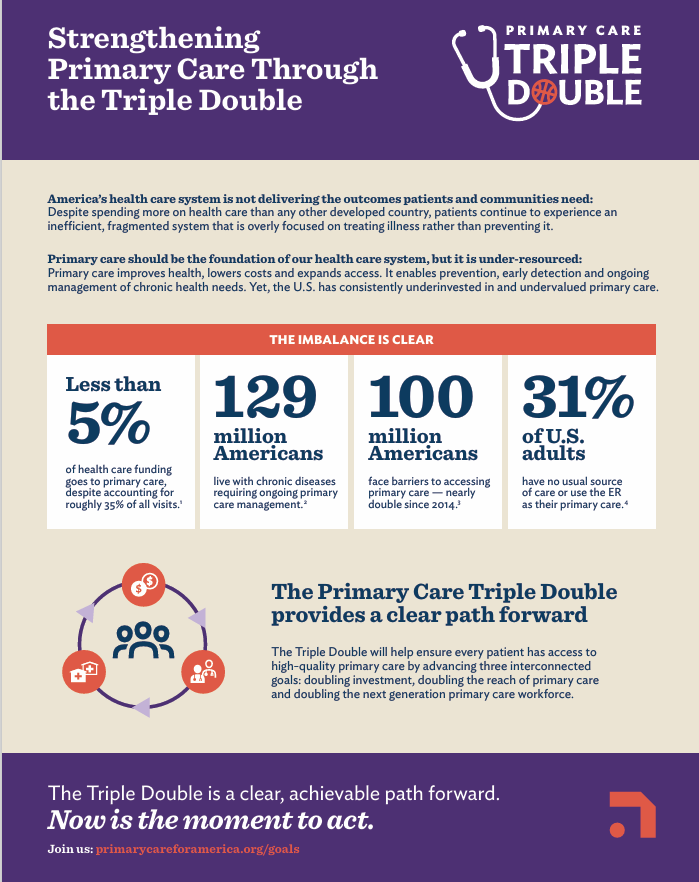 Strengthening
Primary Care Through
the Triple Double
PRIMARY CARE
TRIPLE
DOUBLE
America's health care system is not delivering the outcomes patients and communities need:
Despite spending more on health care than any other developed country, patients continue to experience an
inefficient, fragmented system that is overly focused on treating illness rather than preventing it.
Primary care should be the foundation of our health care system, but it is under-resourced:
Primary care improves health, lowers costs and expands access. It enables prevention, early detection and ongoing
management of chronic health needs. Yet, the U.S. has consistently underinvested in and undervalued primary care.
THE IMBALANCE IS CLEAR
Less than
5%
of health care funding
goes to primary care,
despite accounting for
roughly 35% of all visits.¹
129
million
Americans
live with chronic diseases
requiring ongoing primary
care management.²
100
million
Americans
face barriers to accessing
primary care — nearly
double since 2014.³
31%
of U.S.
adults
have no usual source
of care or use the ER
as their primary care.⁴
$
$
The Primary Care Triple Double
provides a clear path forward
The Triple Double will help ensure every patient has access to
high-quality primary care by advancing three interconnected
goals: doubling investment, doubling the reach of primary care
and doubling the next generation primary care workforce.
The Triple Double is a clear, achievable path forward.
Now is the moment to act.
Join us: primarycareforamerica.org/goals